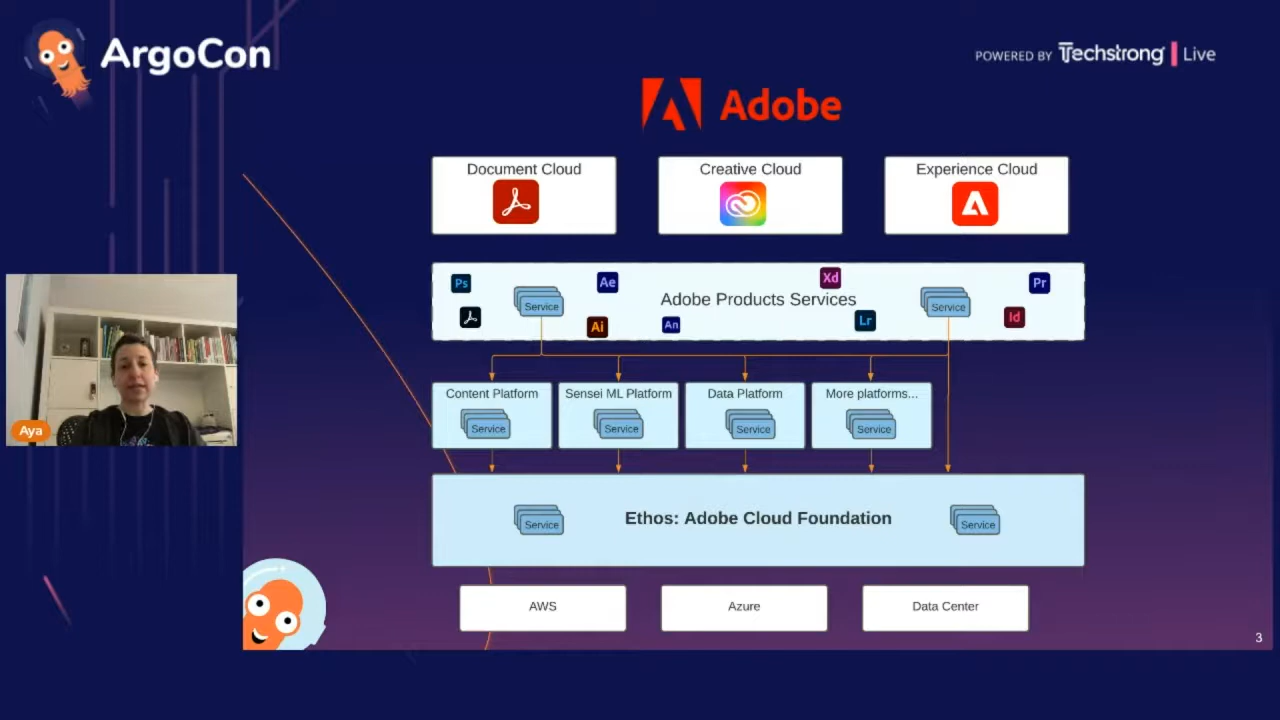 ArgoCon
POWERED BY Techstrong | Live
Adobe
Document Cloud
Creative Cloud
Experience Cloud
Ps
Ae
Xd
Pr
Service
Adobe Products Services
Service
Ai
An
Lr
Id
Content Platform
Sensei ML Platform
Data Platform
More platforms...
Service
Service
Service
Service
Aya
Service
Ethos: Adobe Cloud Foundation
Service
AWS
Azure
Data Center
3